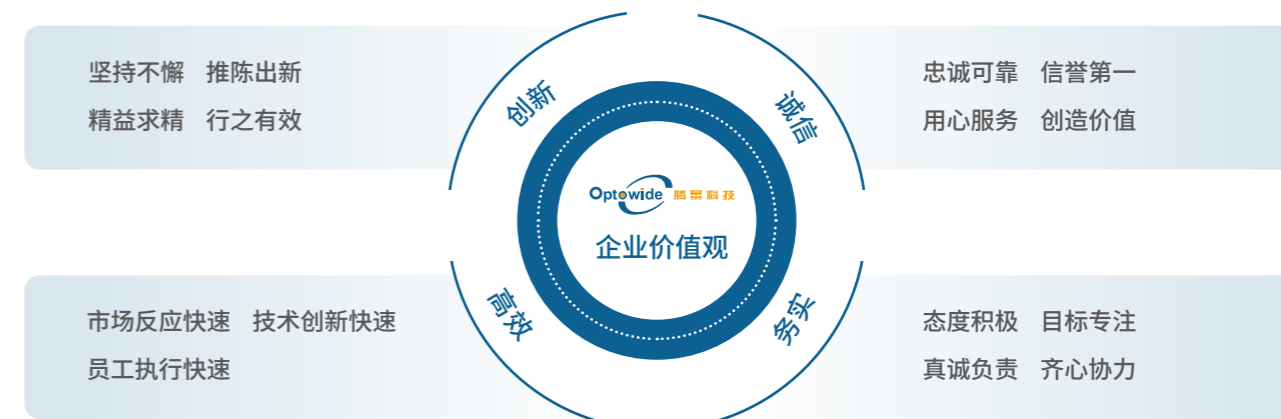 坚持不懈 推陈出新
精益求精 行之有效
创新
诚信
忠诚可靠 信誉第一
用心服务 创造价值
Optowide 腾景科技
企业价值观
市场反应快速 技术创新快速
员工执行快速
高效
务实
态度积极 目标专注
真诚负责 齐心协力